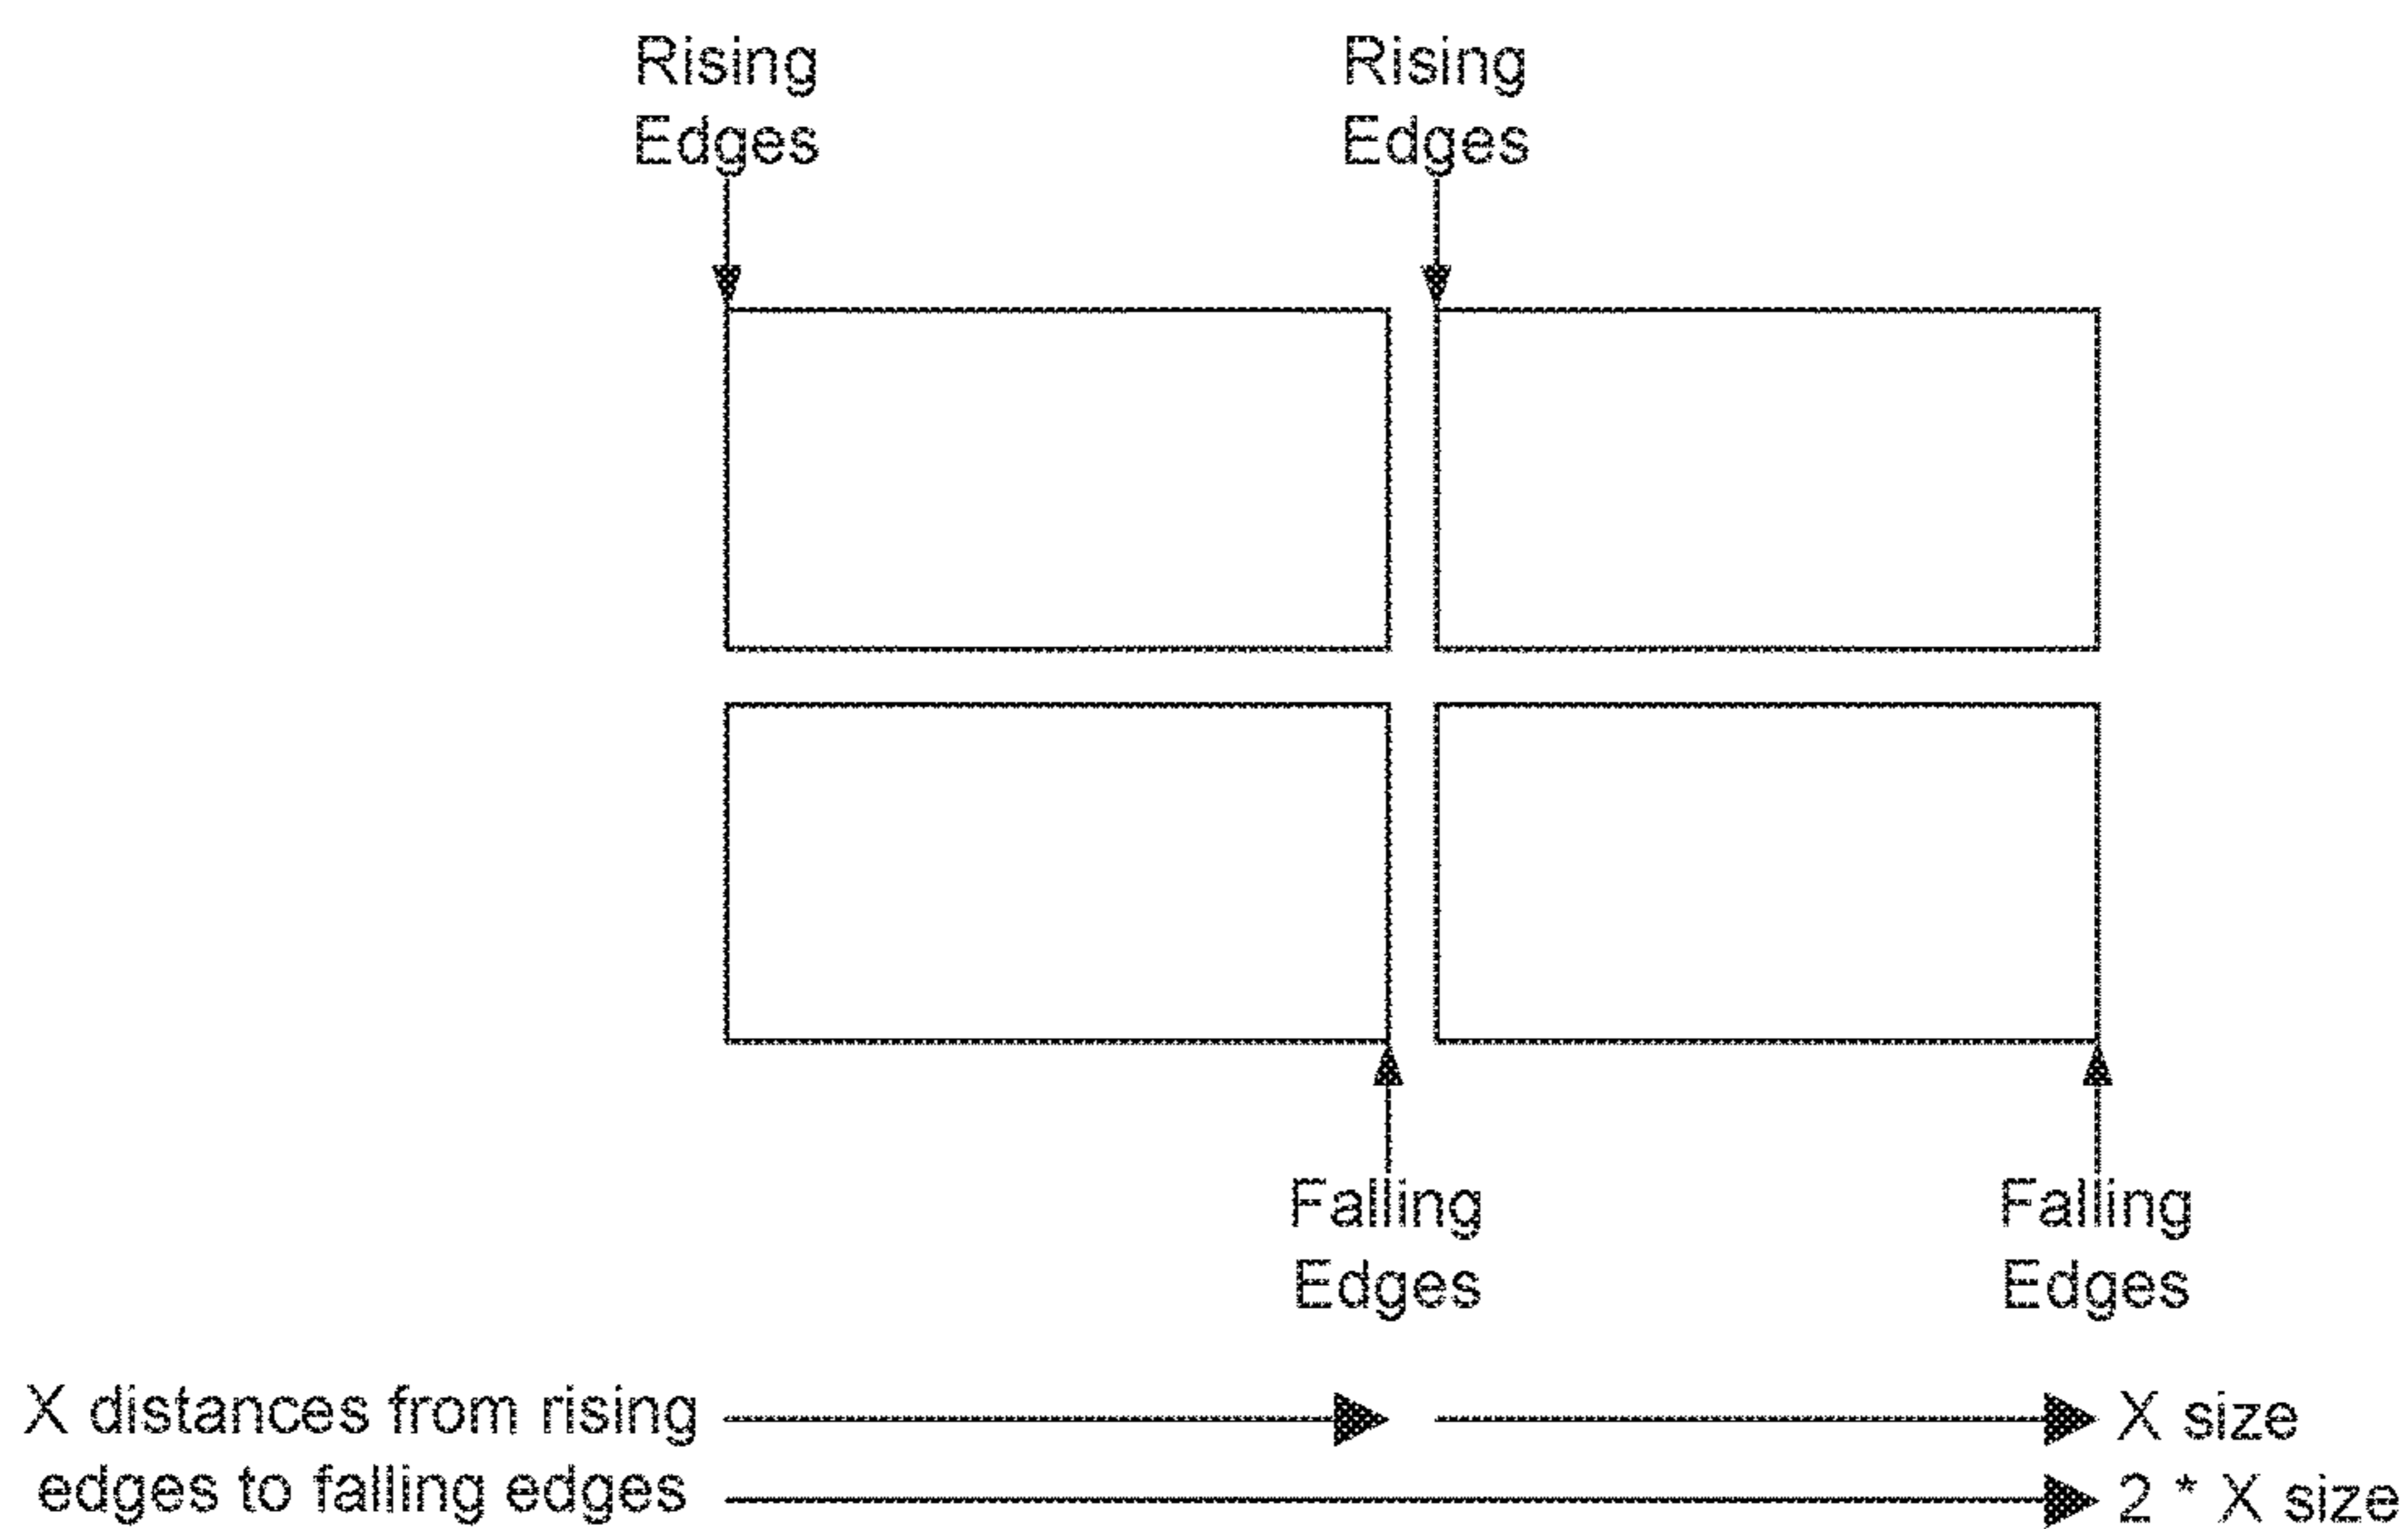 Rising
Edges
Rising
Edges
Falling
Edges
Falling
Edges
X distances from rising
edges to falling edges
X size
2 * X size